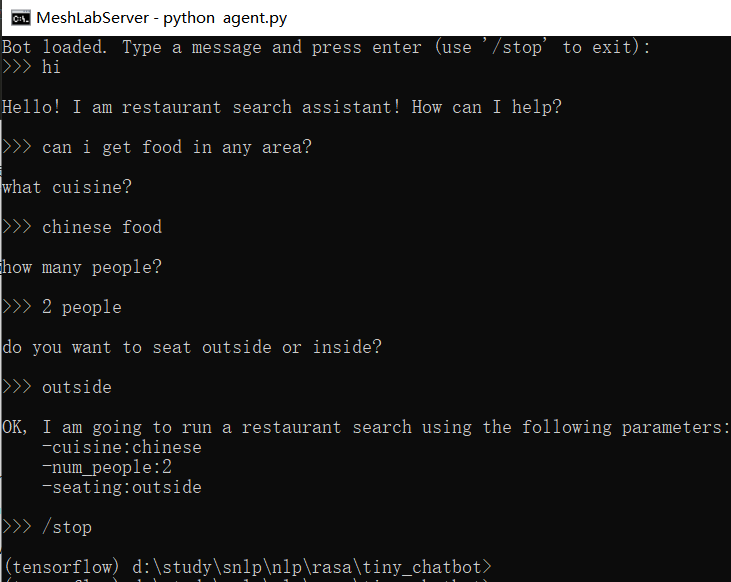 MeshLabServer - python agent.py
Bot loaded. Type a message and press enter (use '/stop' to exit):
>>> hi
Hello! I am restaurant search assistant! How can I help?
>>> can i get food in any area?
what cuisine?
>>> chinese food
how many people?
>>> 2 people
do you want to seat outside or inside?
>>> outside
OK, I am going to run a restaurant search using the following parameters:
-cuisine:chinese
-num_people:2
-seating:outside
>>> /stop
(tensorflow) d:\study\snlp\nlp\rasa\tiny_chatbot>